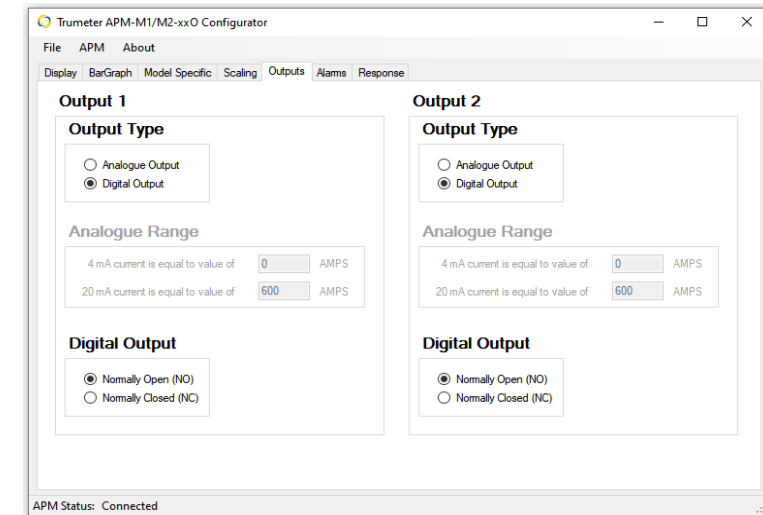 Trumeter APM-M1/M2-xxO Configurator
File APM About
Display BarGraph Model Specific Scaling Outputs Alarms Response
Output 1
Output Type
Analogue Output
Digital Output
Analogue Range
4 mA current is equal to value of 0 AMPS
20 mA current is equal to value of 600 AMPS
Digital Output
Normally Open (NO)
Normally Closed (NC)
Output 2
Output Type
Analogue Output
Digital Output
Analogue Range
4 mA current is equal to value of 0 AMPS
20 mA current is equal to value of 600 AMPS
Digital Output
Normally Open (NO)
Normally Closed (NC)
APM Status: Connected